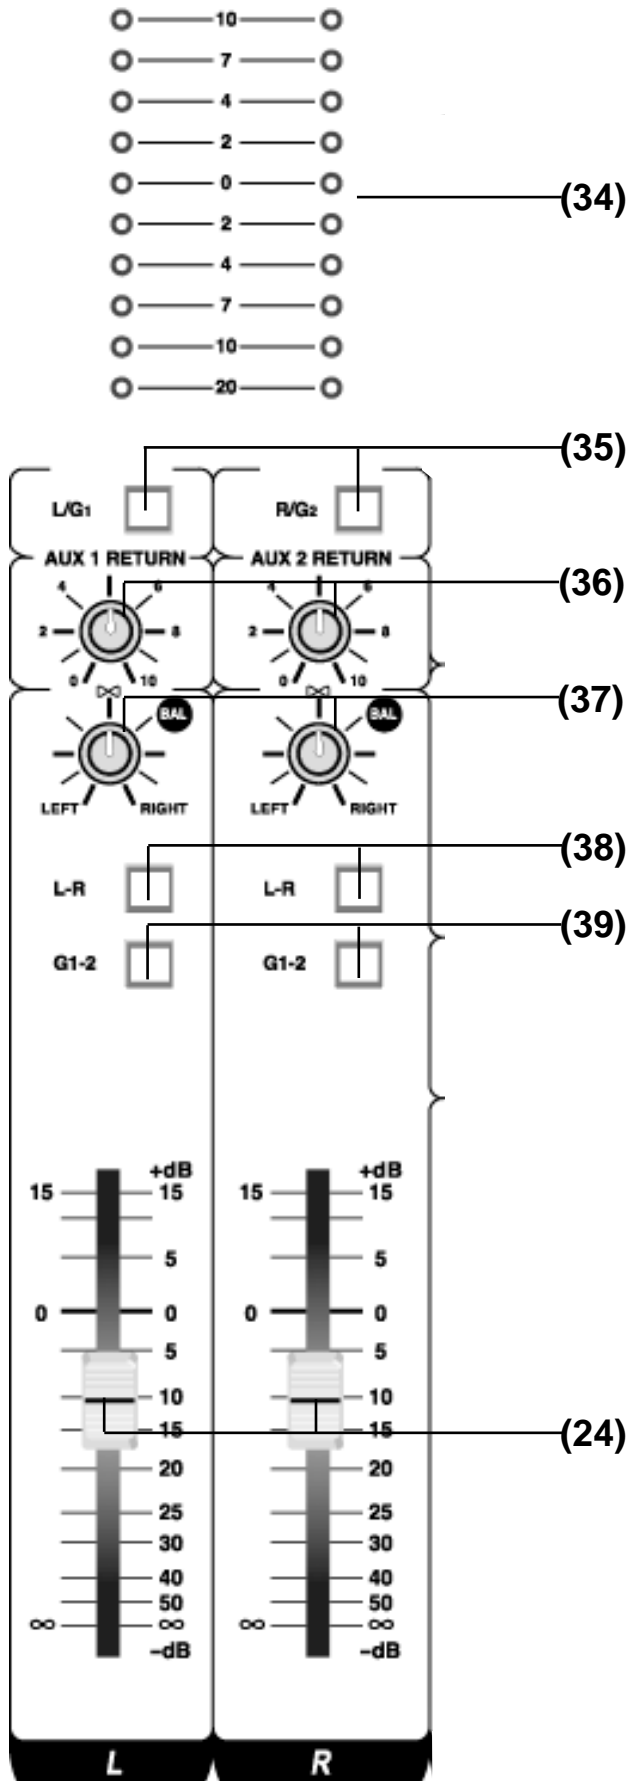 10
7
4
2
0
2
4
7
10
20
(34)
(35)
L/G1
R/G2
AUX 1 RETURN
AUX 2 RETURN
4 6
4 6
(36)
2 8
2 8
0 10
0 10
BAL
BAL
(37)
LEFT RIGHT
LEFT RIGHT
(38)
L-R
L-R
(39)
G1-2
G1-2
+dB
+dB
15 15
15 15
5
5
0 0
0 0
5
5
10
10
15
15
(24)
20
20
25
25
30
30
40
40
50
50
∞ ∞
∞ ∞
-dB
-dB
L
R